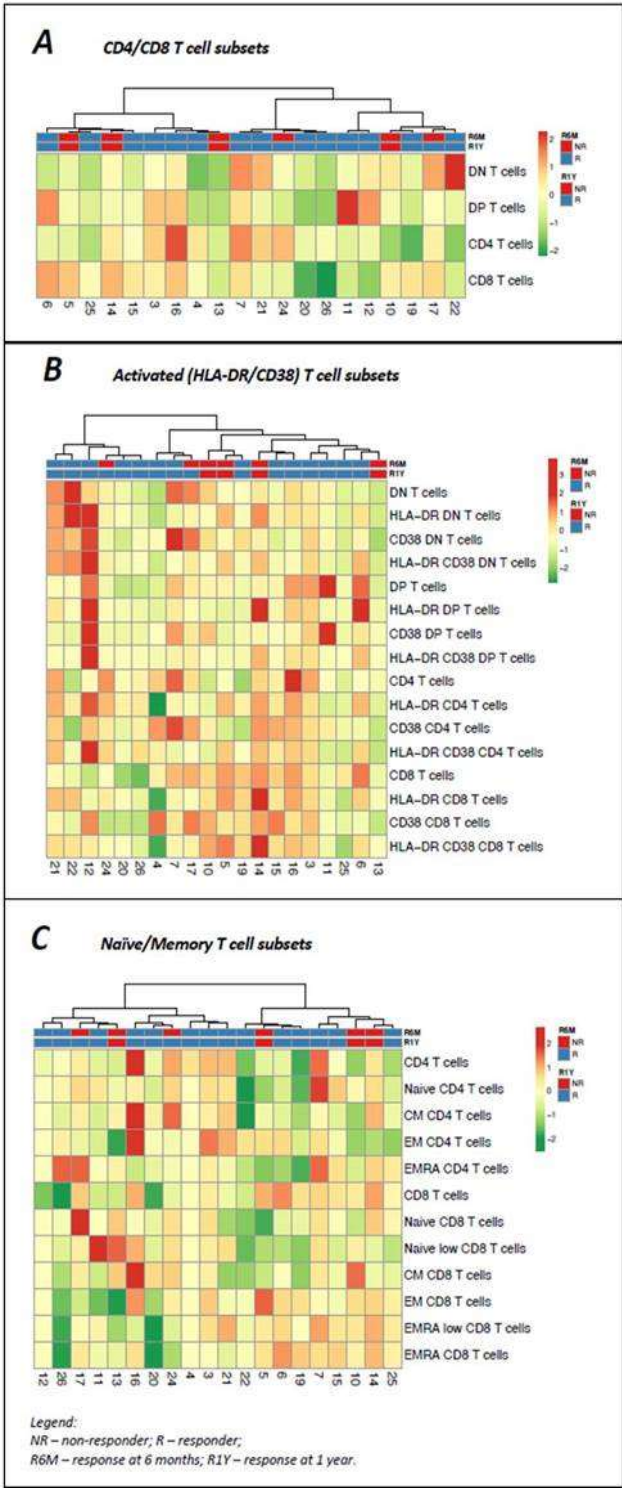 A CD4/CD8 T cell subsets
R6M
R1Y
R6M
NR
R
R1Y
NR
R
2
1
0
-1
-2
DN T cells
DP T cells
CD4 T cells
CD8 T cells
6 5 25 14 15 3 16 4 13 7 21 24 20 26 11 12 10 19 17 22
B Activated (HLA-DR/CD38) T cell subsets
R6M
R1Y
R6M
NR
R
R1Y
NR
R
3
2
1
0
-1
-2
DN T cells
HLA-DR DN T cells
CD38 DN T cells
HLA-DR CD38 DN T cells
DP T cells
HLA-DR DP T cells
CD38 DP T cells
HLA-DR CD38 DP T cells
CD4 T cells
HLA-DR CD4 T cells
CD38 CD4 T cells
HLA-DR CD38 CD4 T cells
CD8 T cells
HLA-DR CD8 T cells
CD38 CD8 T cells
HLA-DR CD38 CD8 T cells
21 22 12 24 20 26 4 7 17 10 5 19 14 15 16 3 11 25 6 13
C Naïve/Memory T cell subsets
R6M
R1Y
R6M
NR
R
R1Y
NR
R
2
1
0
-1
-2
CD4 T cells
Naive CD4 T cells
CM CD4 T cells
EM CD4 T cells
EMRA CD4 T cells
CD8 T cells
Naive CD8 T cells
Naive low CD8 T cells
CM CD8 T cells
EM CD8 T cells
EMRA low CD8 T cells
EMRA CD8 T cells
12 26 17 11 13 16 20 24 4 3 21 22 5 6 19 7 15 10 14 25
Legend:
NR – non-responder; R – responder;
R6M – response at 6 months; R1Y – response at 1 year.